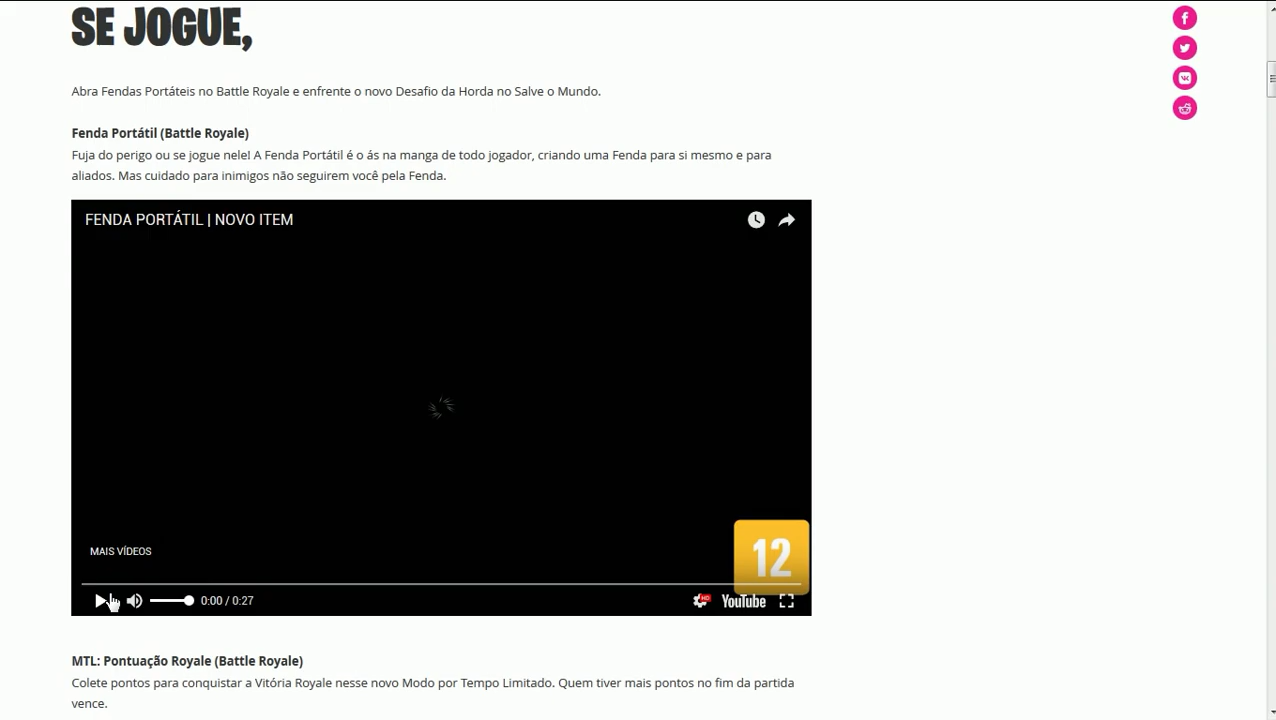 SE JOGUE,
Abra Fendas Portáteis no Battle Royale e enfrente o novo Desafio da Horda no Salve o Mundo.
Fenda Portátil (Battle Royale)
Fuja do perigo ou se jogue nele! A Fenda Portátil é o ás na manga de todo jogador, criando uma Fenda para si mesmo e para
aliados. Mas cuidado para inimigos não seguirem você pela Fenda.
FENDA PORTÁTIL | NOVO ITEM
MAIS VÍDEOS
12
0:00 / 0:27
HD
YouTube
MTL: Pontuação Royale (Battle Royale)
Colete pontos para conquistar a Vitória Royale nesse novo Modo por Tempo Limitado. Quem tiver mais pontos no fim da partida
vence.